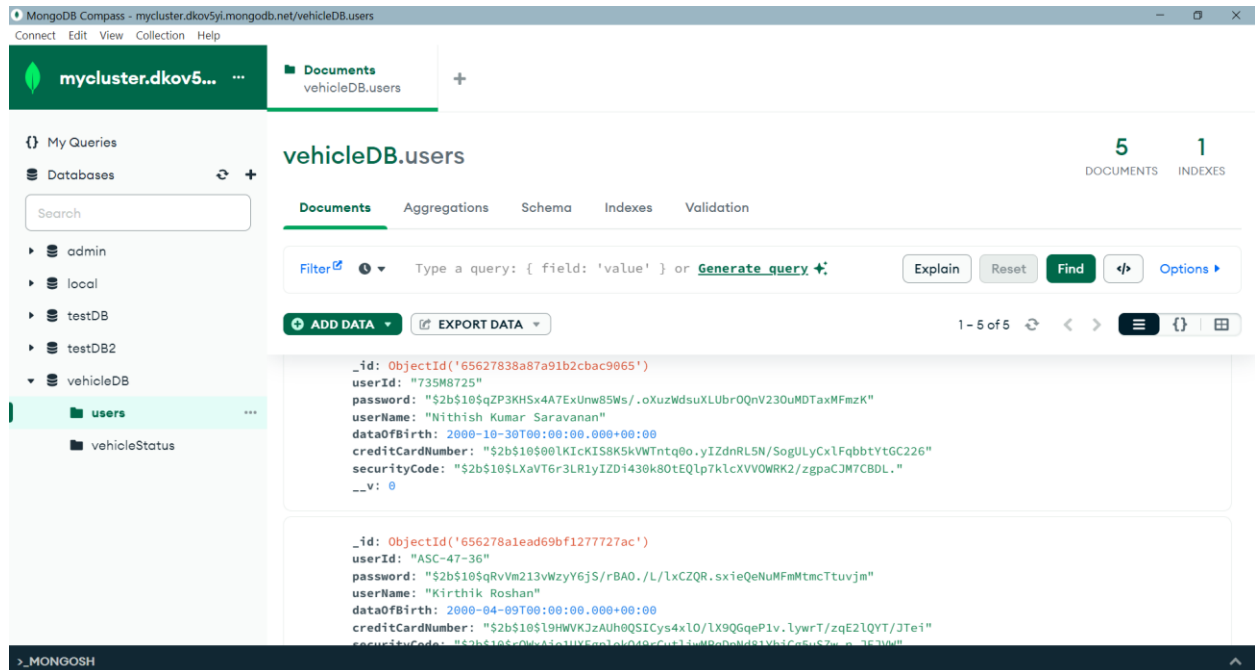 MongoDB Compass - mycluster.dkov5yi.mongodb.net/vehicleDB.users
Connect Edit View Collection Help
mycluster.dkov5... ...
Documents
vehicleDB.users
{} My Queries
Databases
Search
admin
local
testDB
testDB2
vehicleDB
users ...
vehicleStatus
vehicleDB.users
5
DOCUMENTS
1
INDEXES
Documents Aggregations Schema Indexes Validation
Filter Type a query: { field: 'value' } or Generate query Explain Reset Find </> Options
ADD DATA EXPORT DATA 1 - 5 of 5 {}
_id: ObjectId('65627838a87a91b2cbac9065')
userId: "735M8725"
password: "$2b$10$qZP3KHSx4A7ExUnw85Ws/.oXuzWdsuXLUbrOQnV23OuMDTaxMFmzK"
userName: "Nithish Kumar Saravanan"
dataOfBirth: 2000-10-30T00:00:00.000+00:00
creditCardNumber: "$2b$10$00lKIcKIS8K5kVWTntq0o.yIZdnRL5N/SogULyCxlFqbbtYtGC226"
securityCode: "$2b$10$LXaVT6r3LR1yIZDi430k8OtEQlp7klcXVVOWRK2/zgpaCJM7CBDL."
__v: 0
_id: ObjectId('656278a1ead69bf1277727ac')
userId: "ASC-47-36"
password: "$2b$10$qRvVm213vWzyY6jS/rBAO./L/lxCZQR.sxieQeNuMFmMtmcTtuvjm"
userName: "Kirthik Roshan"
dataOfBirth: 2000-04-09T00:00:00.000+00:00
creditCardNumber: "$2b$10$l9HWVKJzAUh0QSICys4xlO/lX9QGqeP1v.lywrT/zqE2lQYT/JTei"
securityCode:
>_MONGOSH